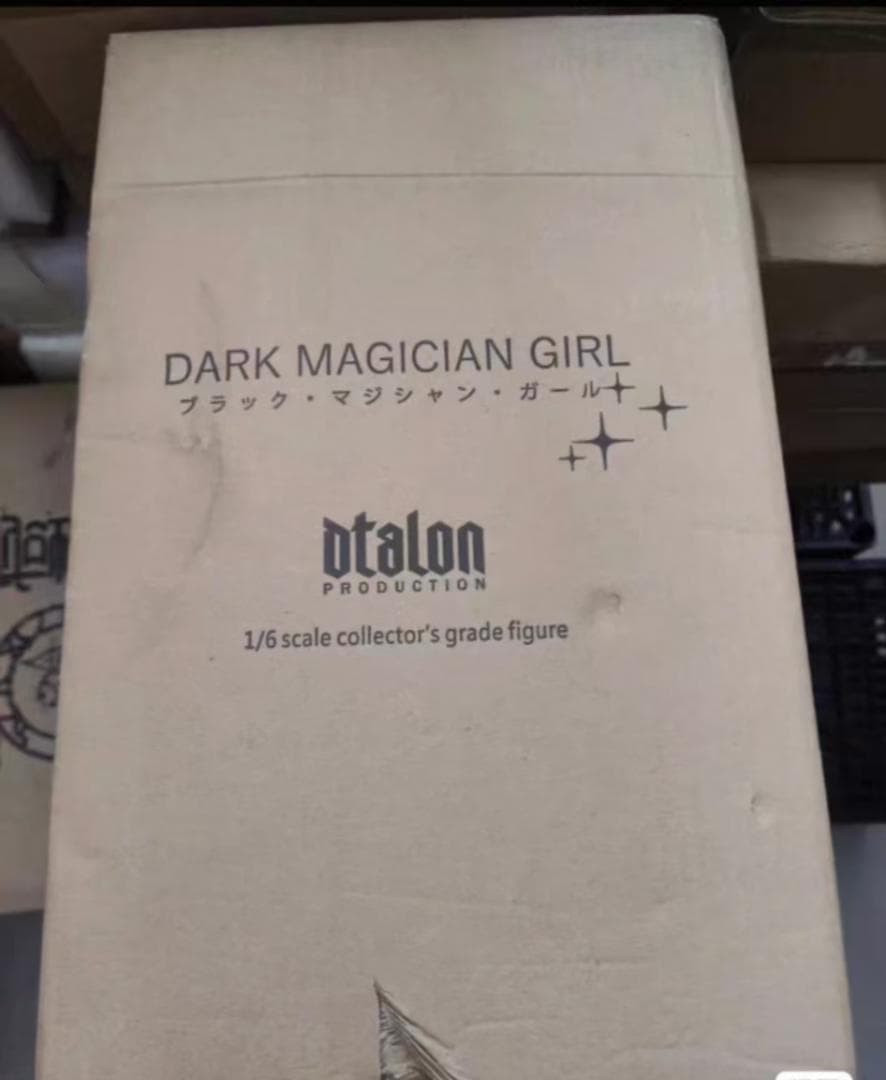 DARK MAGICIAN GIRL
ブラック・マジシャン・ガール
Dtalon
PRODUCTION
1/6 scale collector's grade figure